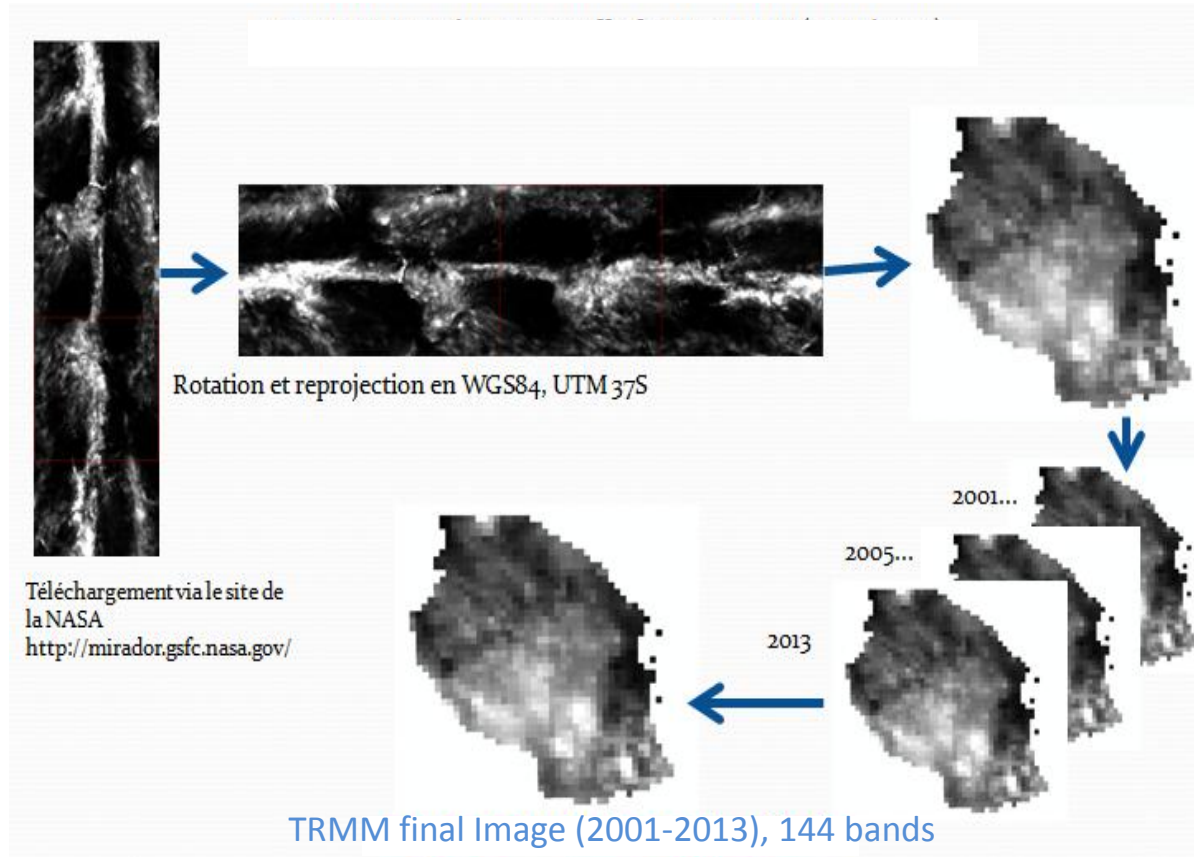 Rotation et reprojection en WGS84, UTM 37S
2001...
2005...
2013
Téléchargement via le site de
la NASA
http://mirador.gsfc.nasa.gov/
TRMM final Image (2001-2013), 144 bands